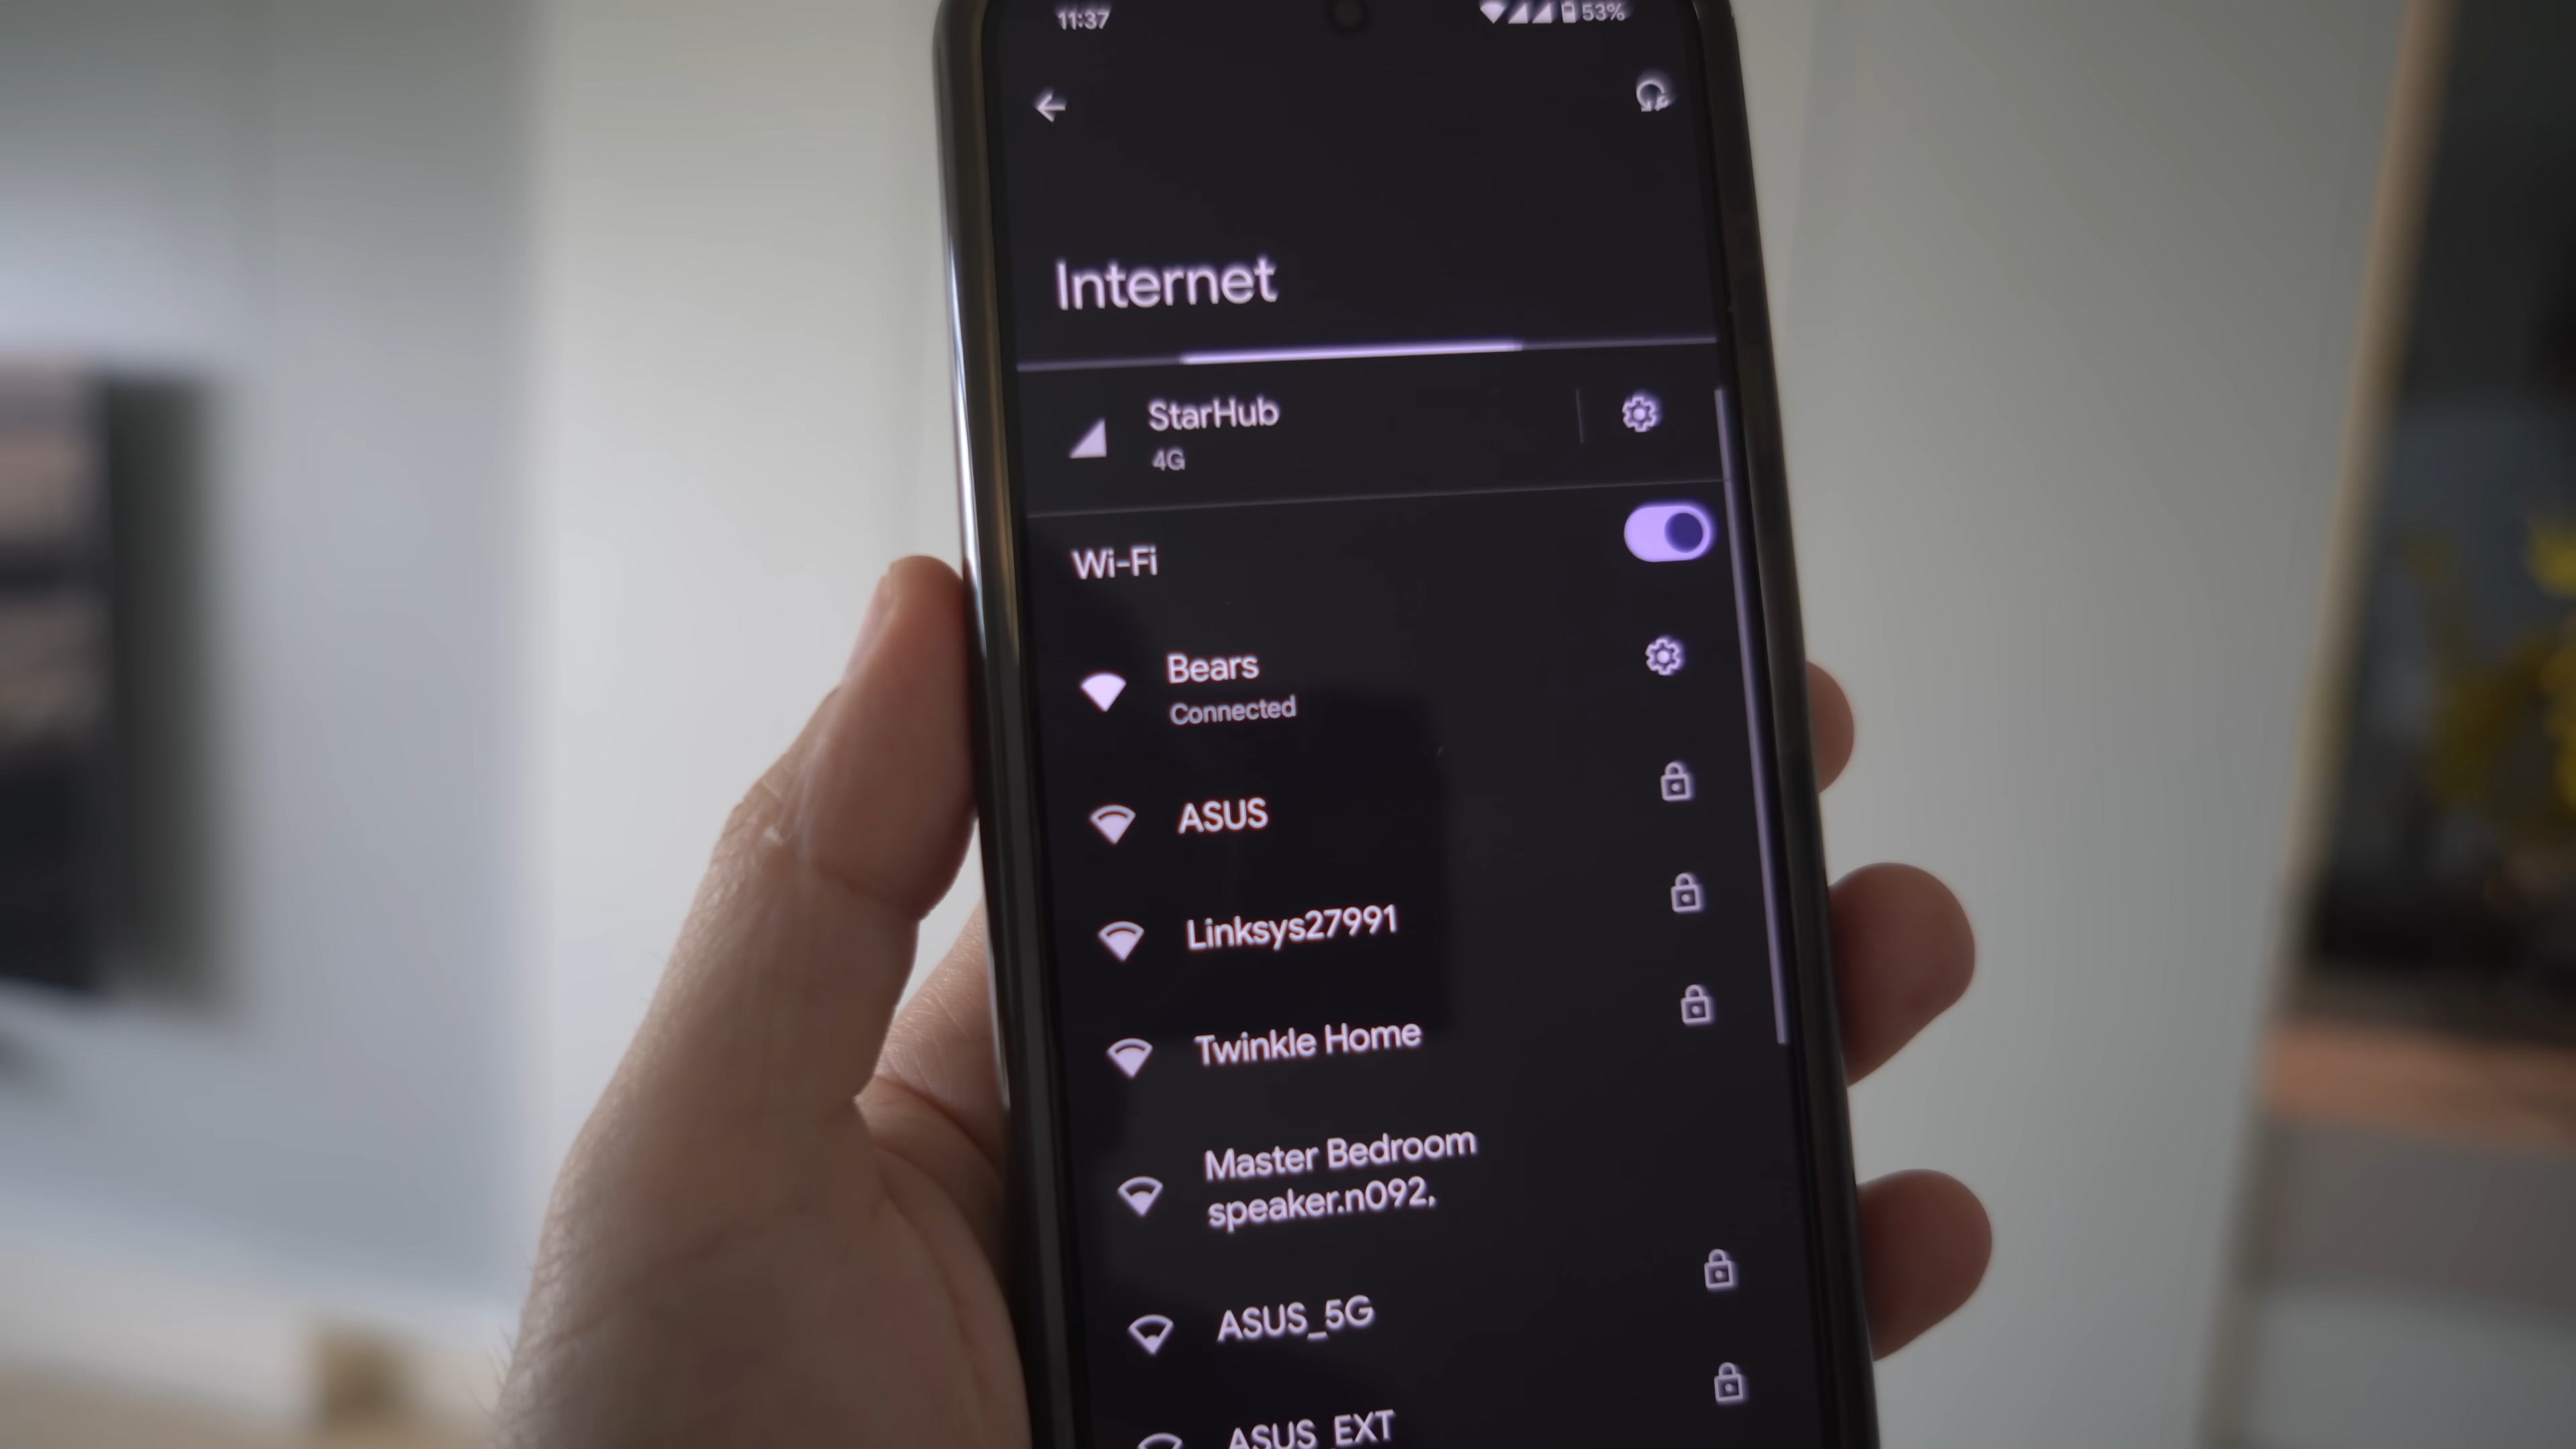 11:37
53%
Internet
StarHub
4G
Wi-Fi
Bears
Connected
ASUS
Linksys27991
Twinkle Home
Master Bedroom
speaker.n092,
ASUS_5G
ASUS_EXT